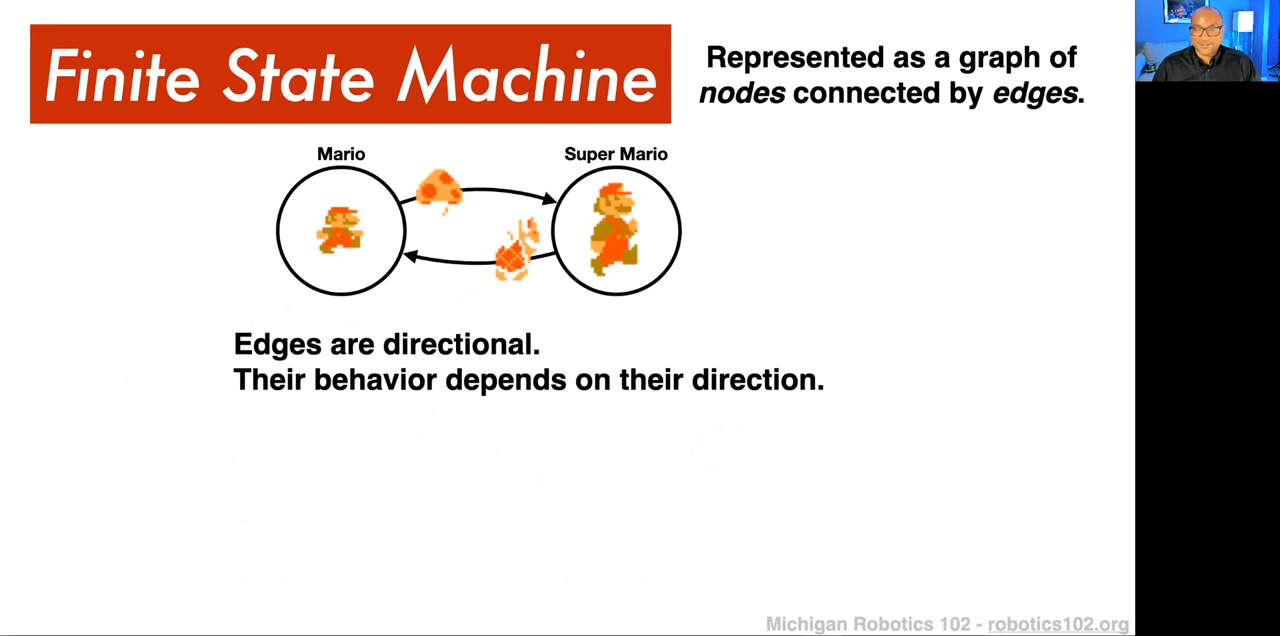 Finite State Machine
Represented as a graph of
nodes connected by edges.
Mario
Super Mario
Edges are directional.
Their behavior depends on their direction.
Michigan Robotics 102 - robotics102.org